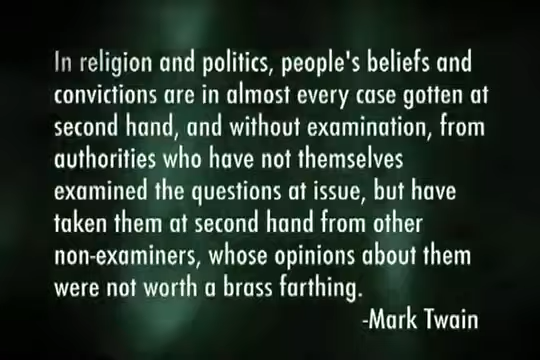 In religion and politics, people's beliefs and
convictions are in almost every case gotten at
second hand, and without examination, from
authorities who have not themselves
examined the questions at issue, but have
taken them at second hand from other
non-examiners, whose opinions about them
were not worth a brass farthing.
-Mark Twain